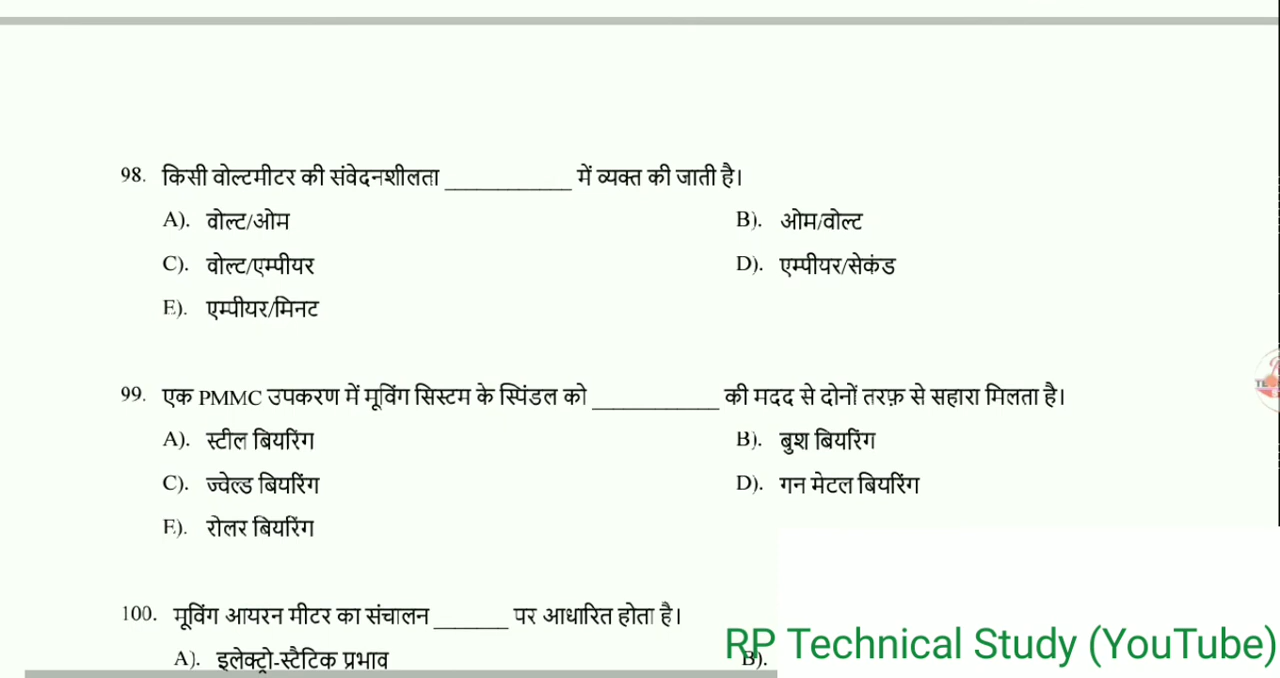 98. किसी वोल्टमीटर की संवेदनशीलता ____________ में व्यक्त की जाती है।
A). वोल्ट/ओम B). ओम/वोल्ट
C). वोल्ट/एम्पीयर D). एम्पीयर/सेकंड
E). एम्पीयर/मिनट
99. एक PMMC उपकरण में मूविंग सिस्टम के स्पिंडल को ____________ की मदद से दोनों तरफ़ से सहारा मिलता है।
A). स्टील बियरिंग B). बुश बियरिंग
C). ज्वेल्ड बियरिंग D). गन मेटल बियरिंग
E). रोलर बियरिंग
100. मूविंग आयरन मीटर का संचालन _______ पर आधारित होता है।
A). इलेक्ट्रो-स्टैटिक प्रभाव B).
RP Technical Study (YouTube)